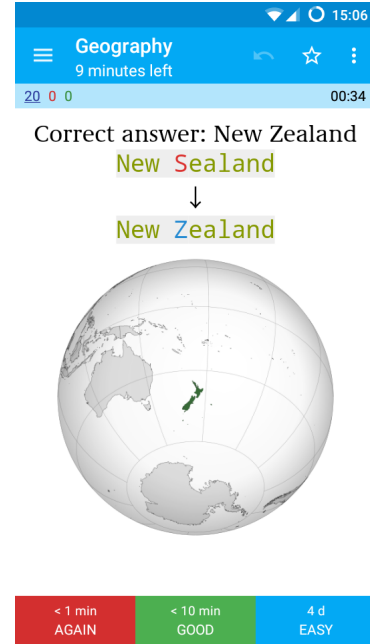 15:06
Geography
9 minutes left
20 0 0 00:34
Correct answer: New Zealand
New Sealand
↓
New Zealand
< 1 min < 10 min 4 d
AGAIN GOOD EASY